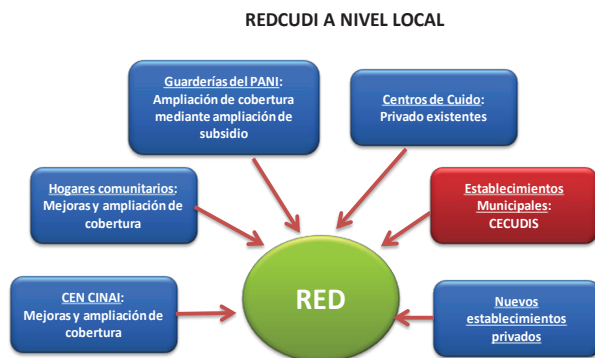 REDCUDI A NIVEL LOCAL
Guarderías del PANI:
Ampliación de cobertura
mediante ampliación de
subsidio
Centros de Cuido:
Privado existentes
Hogares comunitarios:
Mejoras y ampliación de
cobertura
Establecimientos
Municipales:
CECUDIS
CEN CINAI:
Mejoras y ampliación de
cobertura
RED
Nuevos
establecimientos
privados